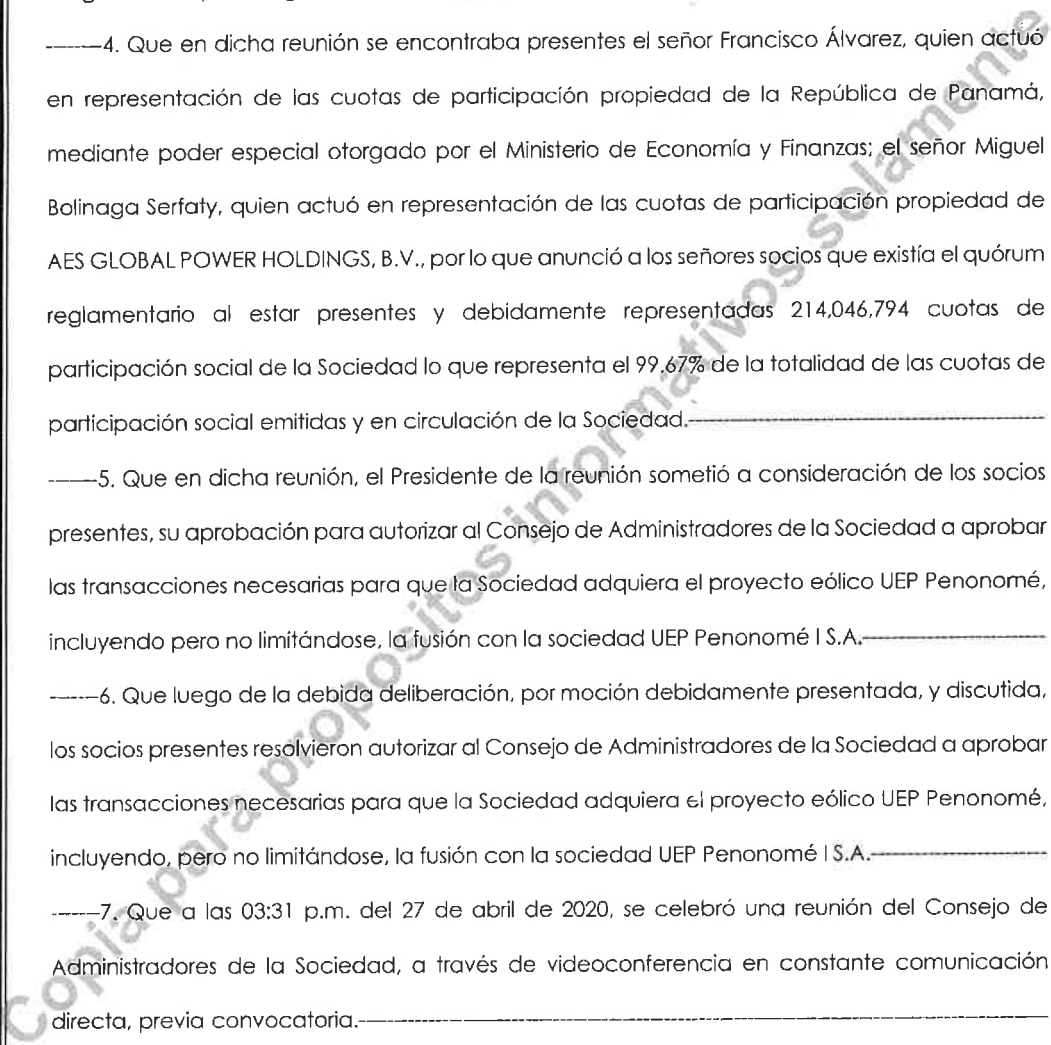 ------4. Que en dicha reunión se encontraba presentes el señor Francisco Álvarez, quien actuó
en representación de las cuotas de participación propiedad de la República de Panamá,
mediante poder especial otorgado por el Ministerio de Economía y Finanzas; el señor Miguel
Bolinaga Serfaty, quien actuó en representación de las cuotas de participación propiedad de
AES GLOBAL POWER HOLDINGS, B.V., por lo que anunció a los señores socios que existía el quórum
reglamentario al estar presentes y debidamente representadas 214,046,794 cuotas de
participación social de la Sociedad lo que representa el 99.67% de la totalidad de las cuotas de
participación social emitidas y en circulación de la Sociedad.------------------------------
------5. Que en dicha reunión, el Presidente de la reunión sometió a consideración de los socios
presentes, su aprobación para autorizar al Consejo de Administradores de la Sociedad a aprobar
las transacciones necesarias para que la Sociedad adquiera el proyecto eólico UEP Penonomé,
incluyendo pero no limitándose, la fusión con la sociedad UEP Penonomé I S.A.---------------
------6. Que luego de la debida deliberación, por moción debidamente presentada, y discutida,
los socios presentes resolvieron autorizar al Consejo de Administradores de la Sociedad a aprobar
las transacciones necesarias para que la Sociedad adquiera el proyecto eólico UEP Penonomé,
incluyendo, pero no limitándose, la fusión con la sociedad UEP Penonomé I S.A.---------------
------7. Que a las 03:31 p.m. del 27 de abril de 2020, se celebró una reunión del Consejo de
Administradores de la Sociedad, a través de videoconferencia en constante comunicación
directa, previa convocatoria.------------------------------------------------------------
Copia para propositos informativos solamente